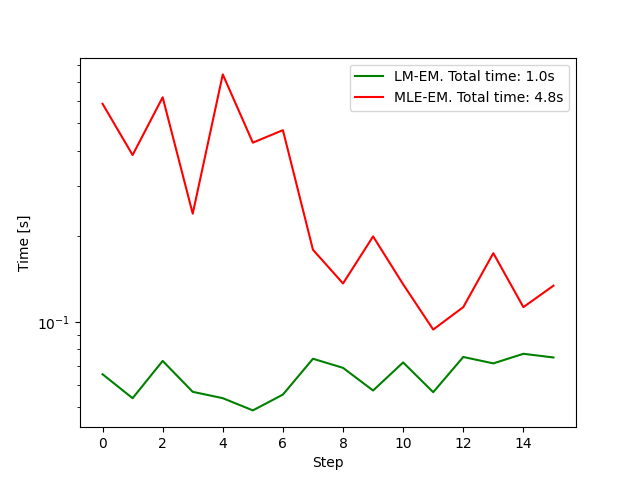 LM-EM. Total time: 1.0s
MLE-EM. Total time: 4.8s
Time [s]
10⁻¹
0 2 4 6 8 10 12 14
Step